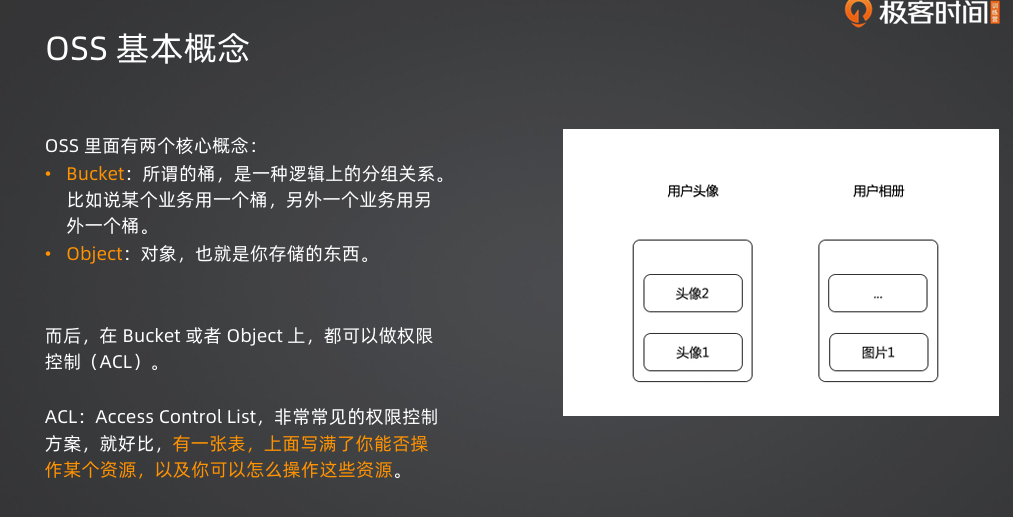 极客时间
训练营
OSS 基本概念
OSS 里面有两个核心概念：
• Bucket：所谓的桶，是一种逻辑上的分组关系。
比如说某个业务用一个桶，另外一个业务用另
外一个桶。
• Object：对象，也就是你存储的东西。
而后，在 Bucket 或者 Object 上，都可以做权限
控制（ACL）。
ACL：Access Control List，非常常见的权限控制
方案，就好比，有一张表，上面写满了你能否操
作某个资源，以及你可以怎么操作这些资源。
用户头像
头像2
头像1
用户相册
...
图片1